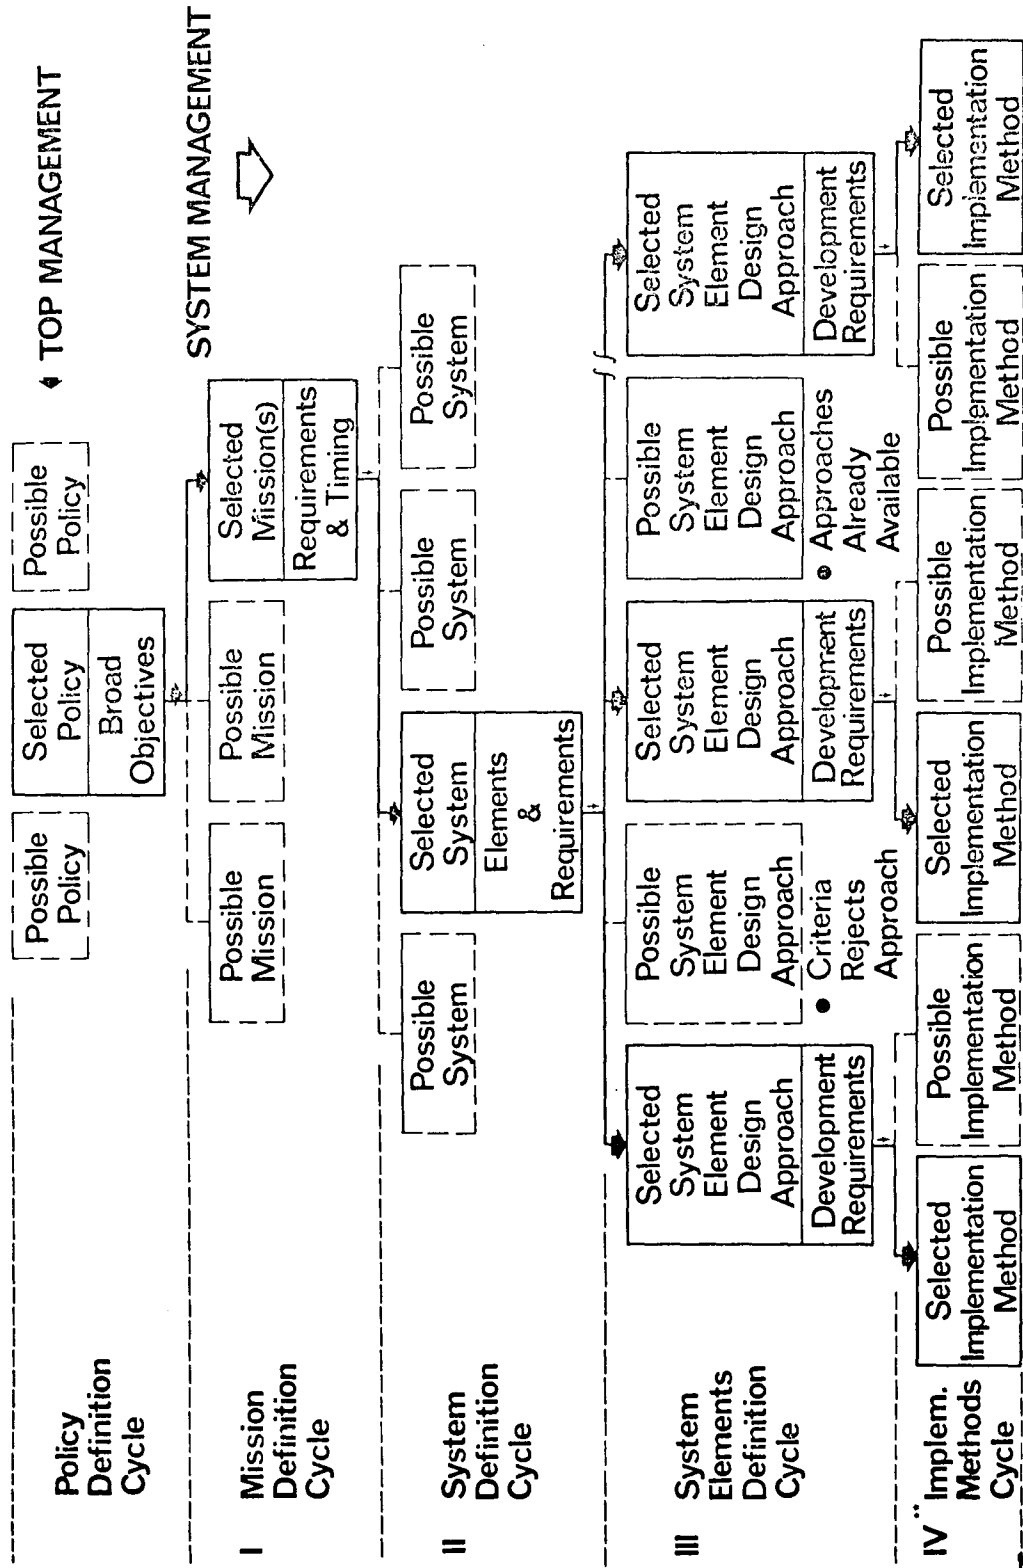 Policy
Definition
Cycle
Possible
Policy
Selected
Policy
Broad
Objectives
Possible
Policy
TOP MANAGEMENT
SYSTEM MANAGEMENT
I Mission
Definition
Cycle
Possible
Mission
Possible
Mission
Selected
Mission(s)
Requirements
& Timing
II System
Definition
Cycle
Possible
System
Selected
System
Elements
&
Requirements
Possible
System
Possible
System
III System
Elements
Definition
Cycle
Selected
System
Element
Design
Approach
Development
Requirements
Possible
System
Element
Design
Approach
● Criteria
Rejects
Approach
Selected
System
Element
Design
Approach
Development
Requirements
Possible
System
Element
Design
Approach
● Approaches
Already
Available
Selected
System
Element
Design
Approach
Development
Requirements
IV** Implem.
Methods
Cycle
Selected
Implementation
Method
Possible
Implementation
Method
Selected
Implementation
Method
Possible
Implementation
Method
Possible
Implementation
Method
Selected
Implementation
Method